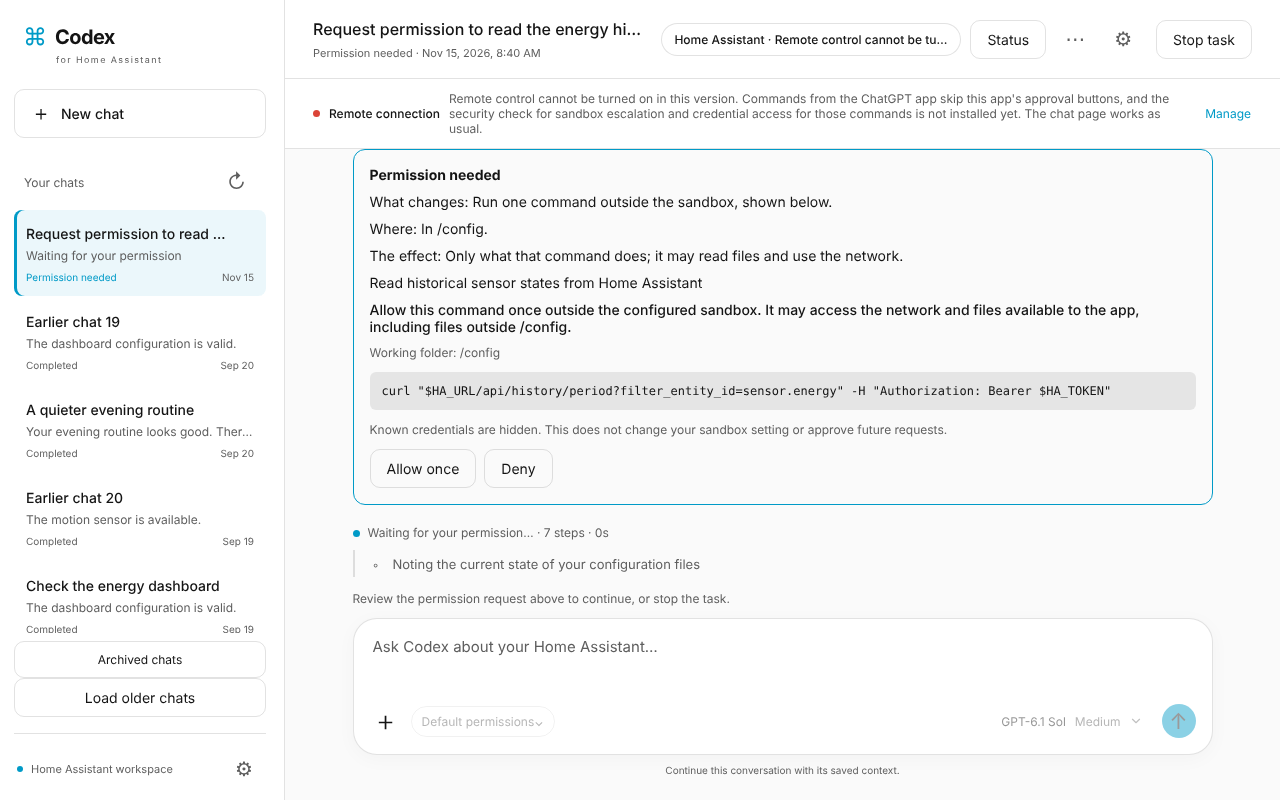 ⌘ Codex
for Home Assistant
+ New chat
Your chats
Request permission to read ...
Waiting for your permission
Permission needed Nov 15
Earlier chat 19
The dashboard configuration is valid.
Completed Sep 20
A quieter evening routine
Your evening routine looks good. Ther...
Completed Sep 20
Earlier chat 20
The motion sensor is available.
Completed Sep 19
Check the energy dashboard
The dashboard configuration is valid.
Completed Sep 19
Archived chats
Load older chats
Home Assistant workspace
Request permission to read the energy hi...
Permission needed · Nov 15, 2026, 8:40 AM
Home Assistant · Remote control cannot be tu...
Status
Stop task
Remote connection
Remote control cannot be turned on in this version. Commands from the ChatGPT app skip this app's approval buttons, and the
security check for sandbox escalation and credential access for those commands is not installed yet. The chat page works as
usual.
Manage
Permission needed
What changes: Run one command outside the sandbox, shown below.
Where: In /config.
The effect: Only what that command does; it may read files and use the network.
Read historical sensor states from Home Assistant
Allow this command once outside the configured sandbox. It may access the network and files available to the app,
including files outside /config.
Working folder: /config
curl "$HA_URL/api/history/period?filter_entity_id=sensor.energy" -H "Authorization: Bearer $HA_TOKEN"
Known credentials are hidden. This does not change your sandbox setting or approve future requests.
Allow once
Deny
Waiting for your permission... · 7 steps · 0s
Noting the current state of your configuration files
Review the permission request above to continue, or stop the task.
Ask Codex about your Home Assistant...
+ Default permissions
GPT-6.1 Sol Medium
Continue this conversation with its saved context.